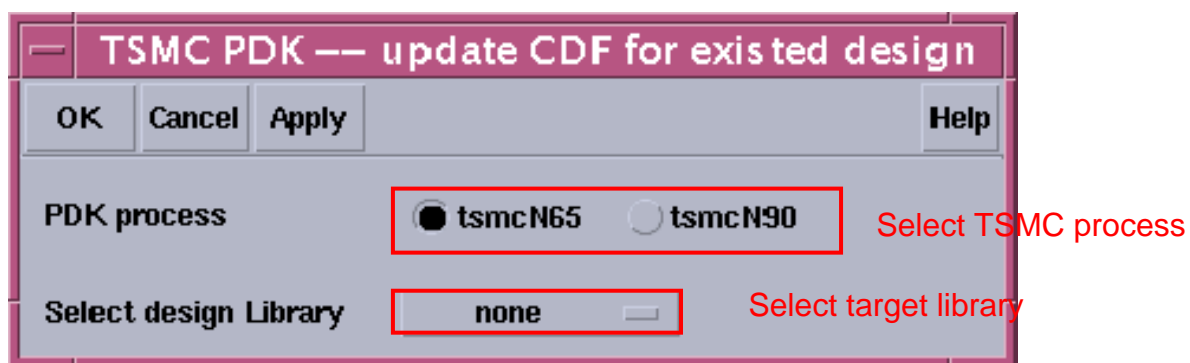 TSMC PDK -- update CDF for existed design
OK Cancel Apply Help
PDK process tsmcN65 tsmcN90 Select TSMC process
Select design Library none Select target library